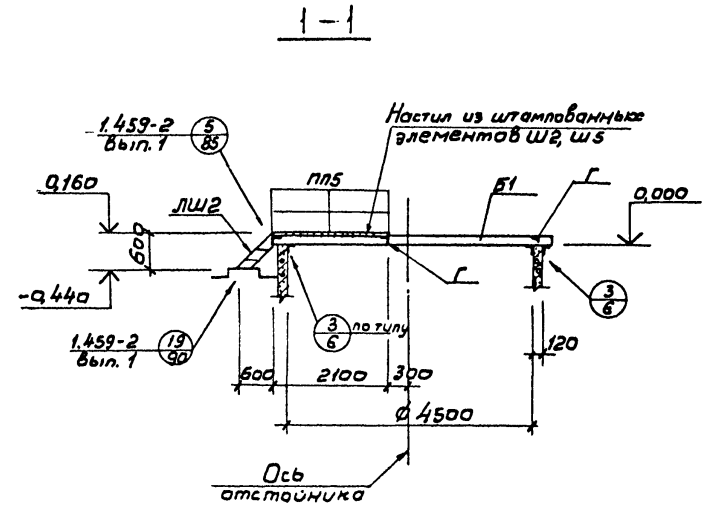 1-1
1.459-2
Вып. 1
5
85
Настил из штампованных
элементов Ш2, Ш5
ПЛ5
Б1
Г
0,160
ЛШ2
0,000
600
Г
-0,440
3
6
3
6
по типу
1.459-2
Вып. 1
19
90
120
600
2100
300
Ø 4500
Ось
отстойника